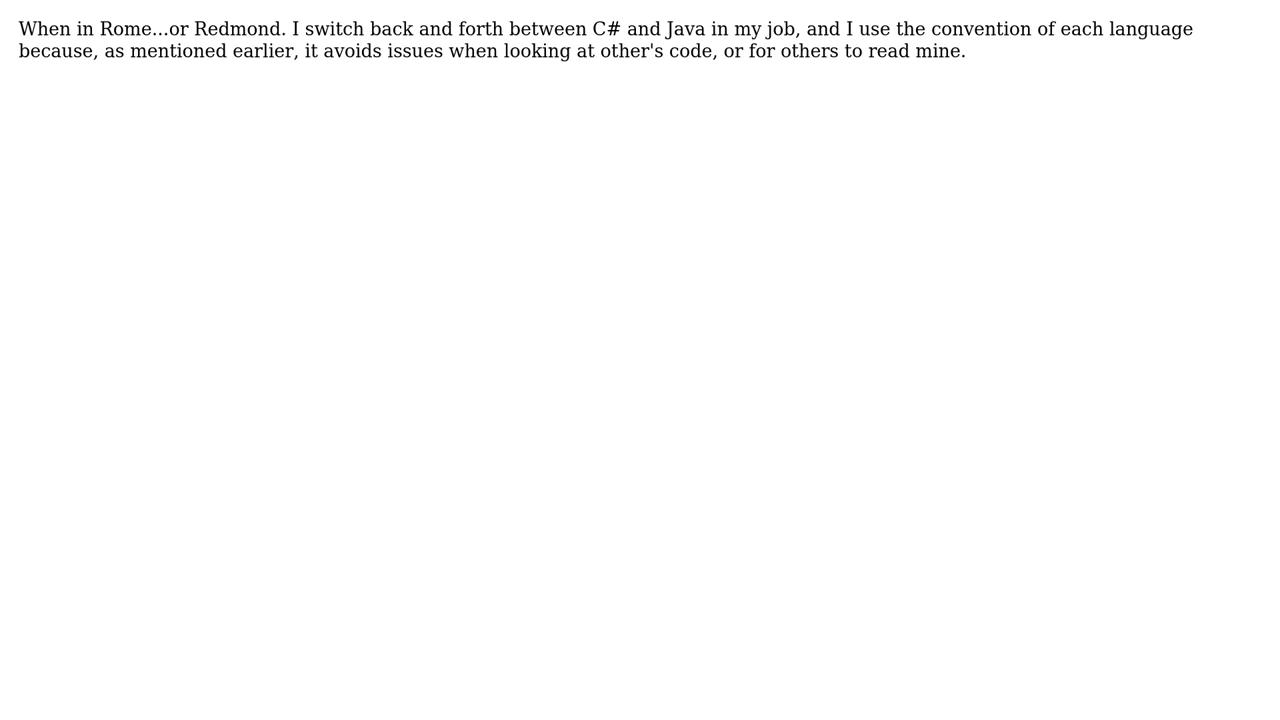 When in Rome...or Redmond. I switch back and forth between C# and Java in my job, and I use the convention of each language
because, as mentioned earlier, it avoids issues when looking at other's code, or for others to read mine.